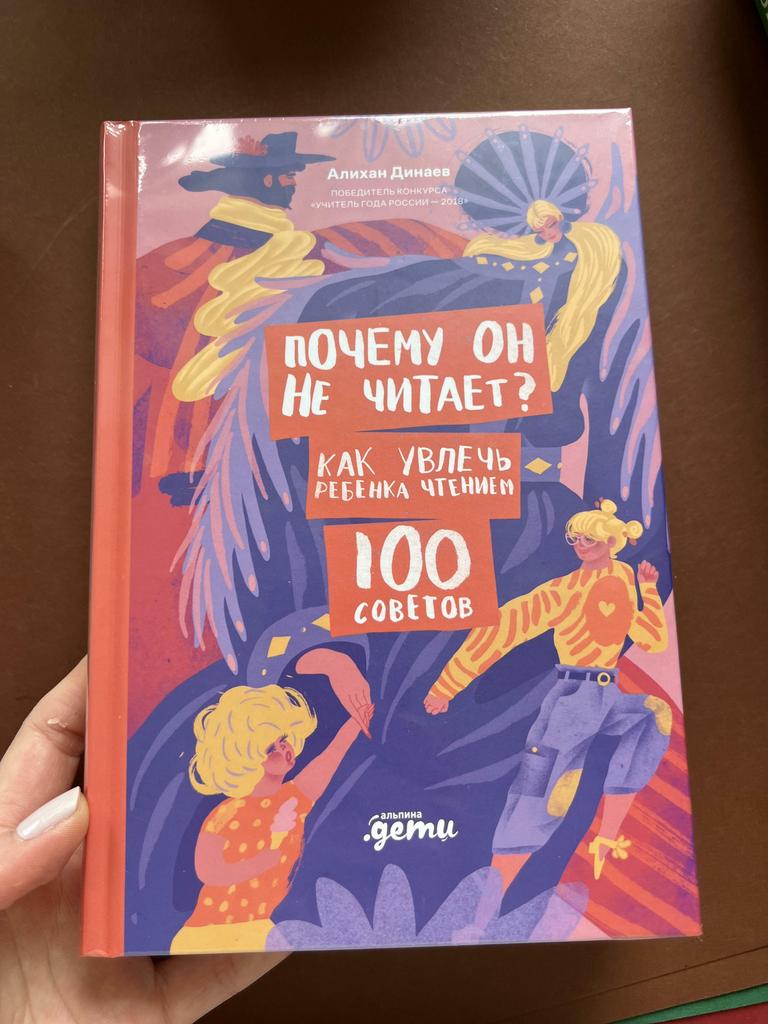 Алихан Динаев
ПОБЕДИТЕЛЬ КОНКУРСА
«УЧИТЕЛЬ ГОДА РОССИИ — 2018»
ПОЧЕМУ ОН
НЕ ЧИТАЕТ?
КАК УВЛЕЧЬ
РЕБЕНКА ЧТЕНИЕМ
100
СОВЕТОВ
альпина
.дети